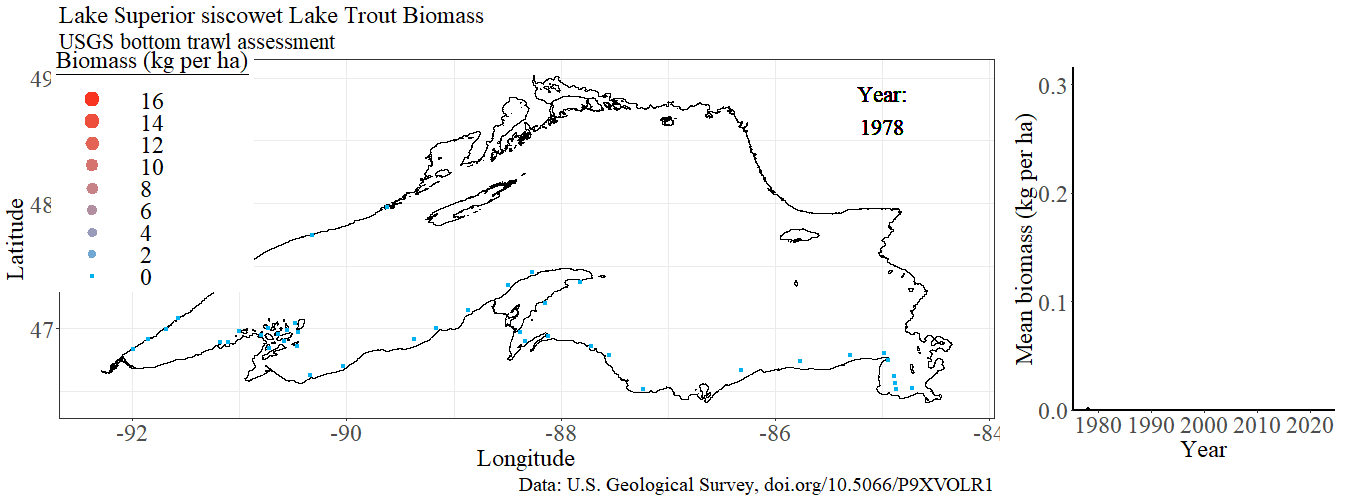 Lake Superior siscowet Lake Trout Biomass
USGS bottom trawl assessment
Biomass (kg per ha)
16
14
12
10
8
6
4
2
0
Year:
1978
49
48
47
Latitude
-92
-90
-88
-86
-84
Longitude
Data: U.S. Geological Survey, doi.org/10.5066/P9XVOLR1
0.3
0.2
0.1
0.0
Mean biomass (kg per ha)
1980 1990 2000 2010 2020
Year